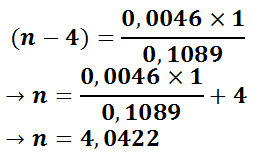 (n − 4) = 0,0046 × 1 / 0,1089
→ n = 0,0046 × 1 / 0,1089 + 4
→ n = 4,0422